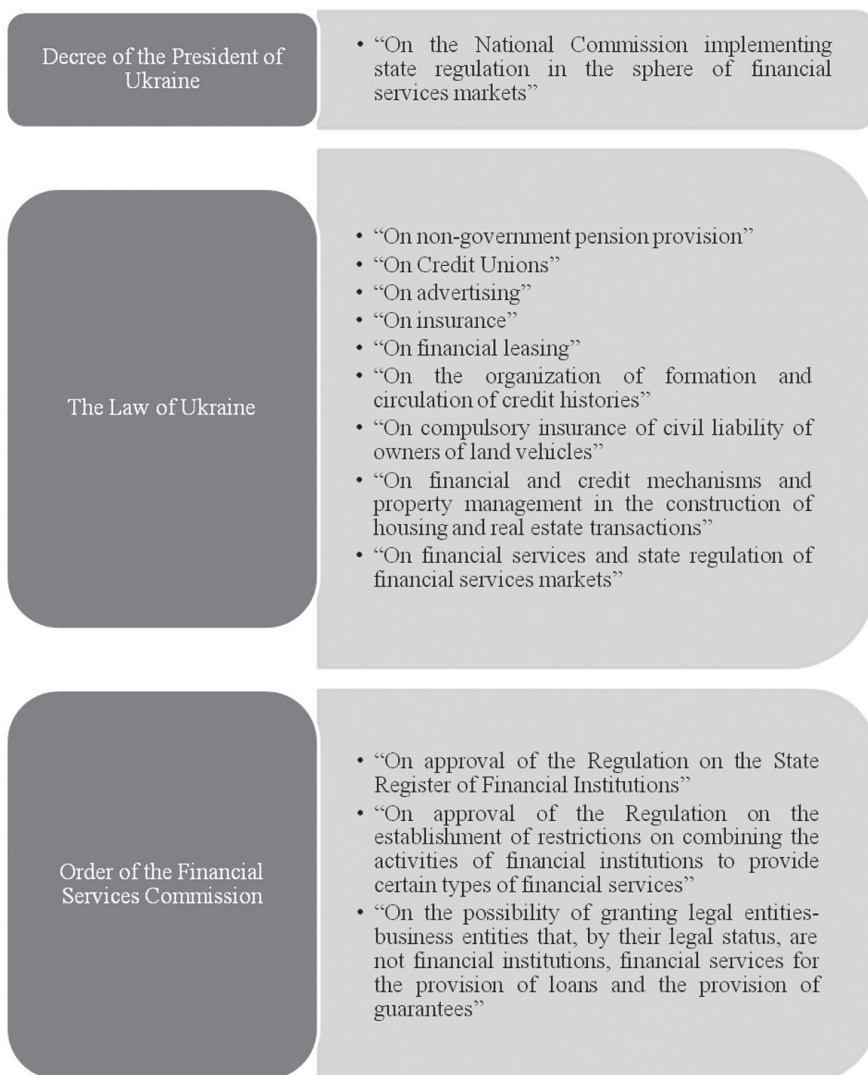 Decree of the President of
Ukraine
• “On the National Commission implementing
state regulation in the sphere of financial
services markets”
The Law of Ukraine
• “On non-government pension provision”
• “On Credit Unions”
• “On advertising”
• “On insurance”
• “On financial leasing”
• “On the organization of formation and
circulation of credit histories”
• “On compulsory insurance of civil liability of
owners of land vehicles”
• “On financial and credit mechanisms and
property management in the construction of
housing and real estate transactions”
• “On financial services and state regulation of
financial services markets”
Order of the Financial
Services Commission
• “On approval of the Regulation on the State
Register of Financial Institutions”
• “On approval of the Regulation on the
establishment of restrictions on combining the
activities of financial institutions to provide
certain types of financial services”
• “On the possibility of granting legal entities-
business entities that, by their legal status, are
not financial institutions, financial services for
the provision of loans and the provision of
guarantees”